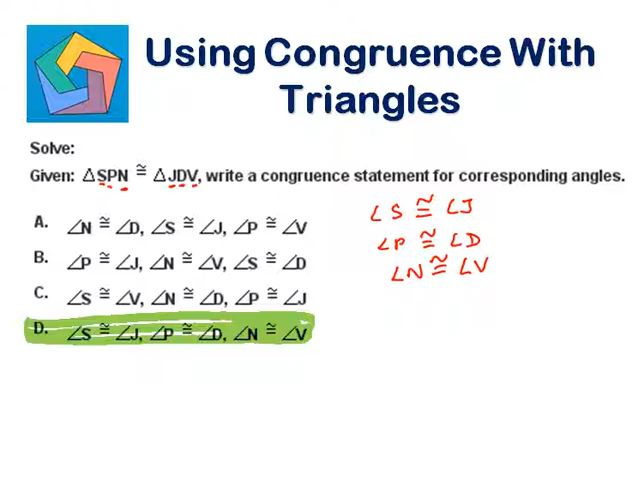 Using Congruence With
Triangles
Solve:
Given: △SPN ≅ △JDV, write a congruence statement for corresponding angles.
A. ∠N ≅ ∠D, ∠S ≅ ∠J, ∠P ≅ ∠V
∠S ≅ ∠J
∠P ≅ ∠D
B. ∠P ≅ ∠J, ∠N ≅ ∠V, ∠S ≅ ∠D
∠N ≅ ∠V
C. ∠S ≅ ∠V, ∠N ≅ ∠D, ∠P ≅ ∠J
D. ∠S ≅ ∠J, ∠P ≅ ∠D, ∠N ≅ ∠V